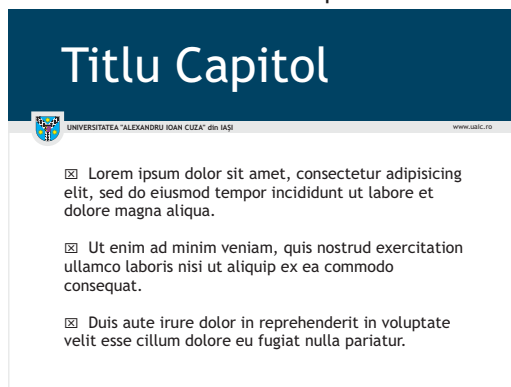 Titlu Capitol
UNIVERSITATEA "ALEXANDRU IOAN CUZA" din IAŞI www.uaic.ro
☒ Lorem ipsum dolor sit amet, consectetur adipisicing
elit, sed do eiusmod tempor incididunt ut labore et
dolore magna aliqua.
☒ Ut enim ad minim veniam, quis nostrud exercitation
ullamco laboris nisi ut aliquip ex ea commodo
consequat.
☒ Duis aute irure dolor in reprehenderit in voluptate
velit esse cillum dolore eu fugiat nulla pariatur.